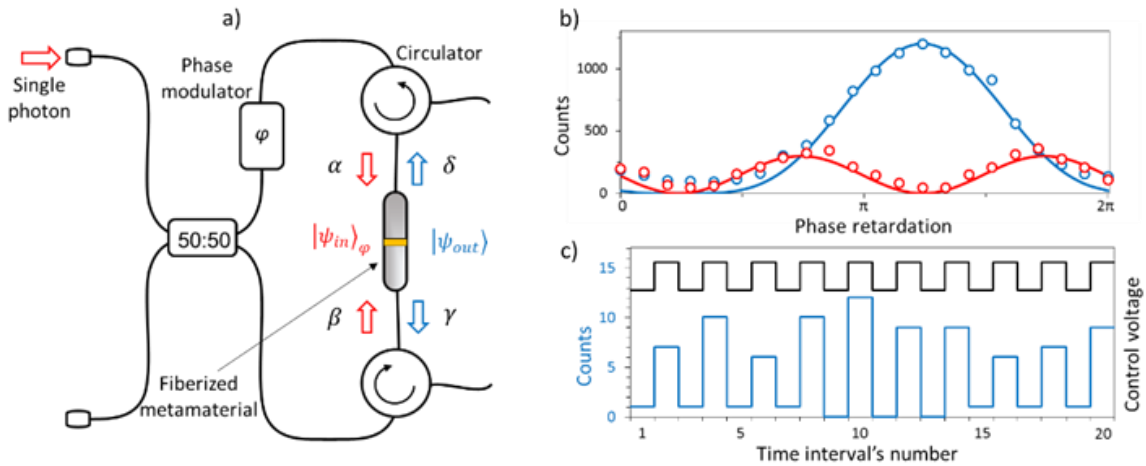 a)
Single
photon
Phase
modulator
φ
Circulator
50:50
α
δ
|ψin⟩φ
|ψout⟩
β
γ
Fiberized
metamaterial
b)
Counts
1000
500
0
0
π
2π
Phase retardation
c)
Counts
15
10
5
0
1
5
10
15
20
Time interval's number
Control voltage